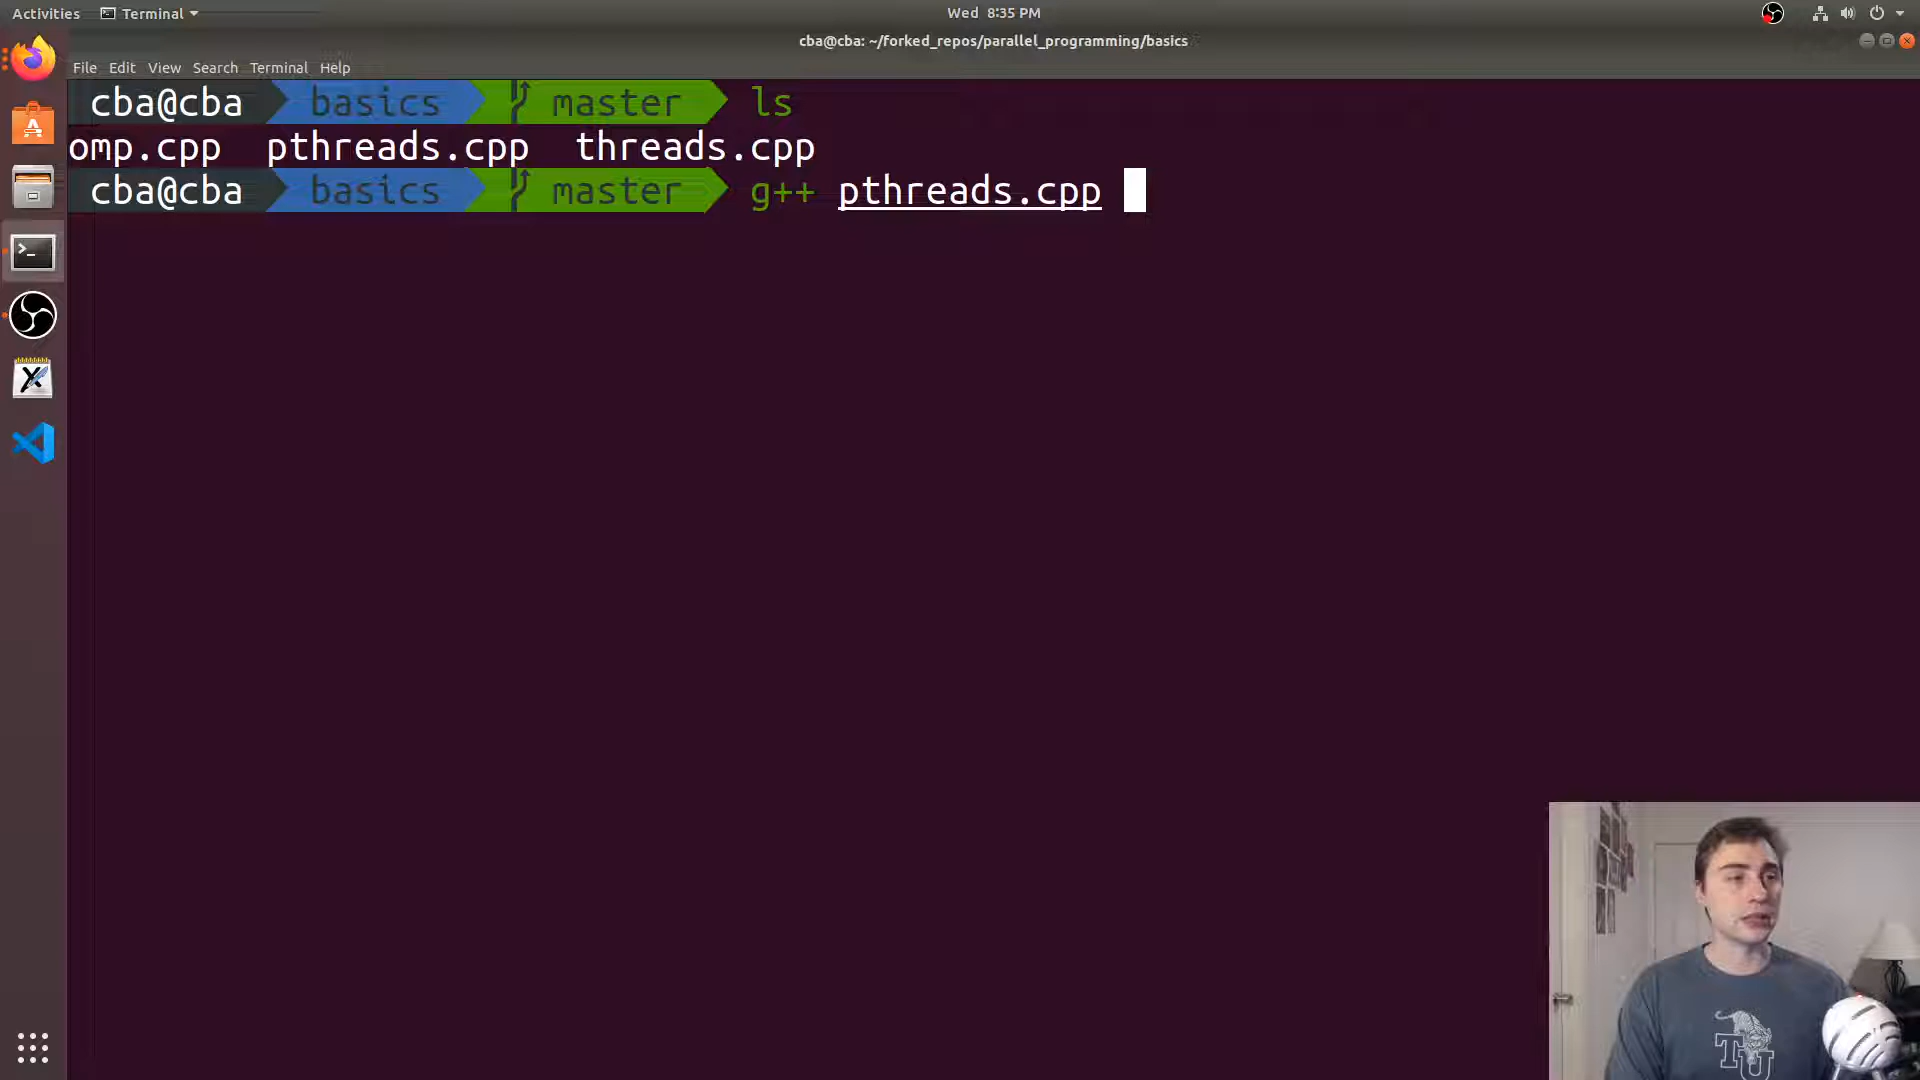 Activities Terminal Wed 8:35 PM
cba@cba: ~/forked_repos/parallel_programming/basics
File Edit View Search Terminal Help
cba@cba basics master ls
omp.cpp pthreads.cpp threads.cpp
cba@cba basics master g++ pthreads.cpp
TU